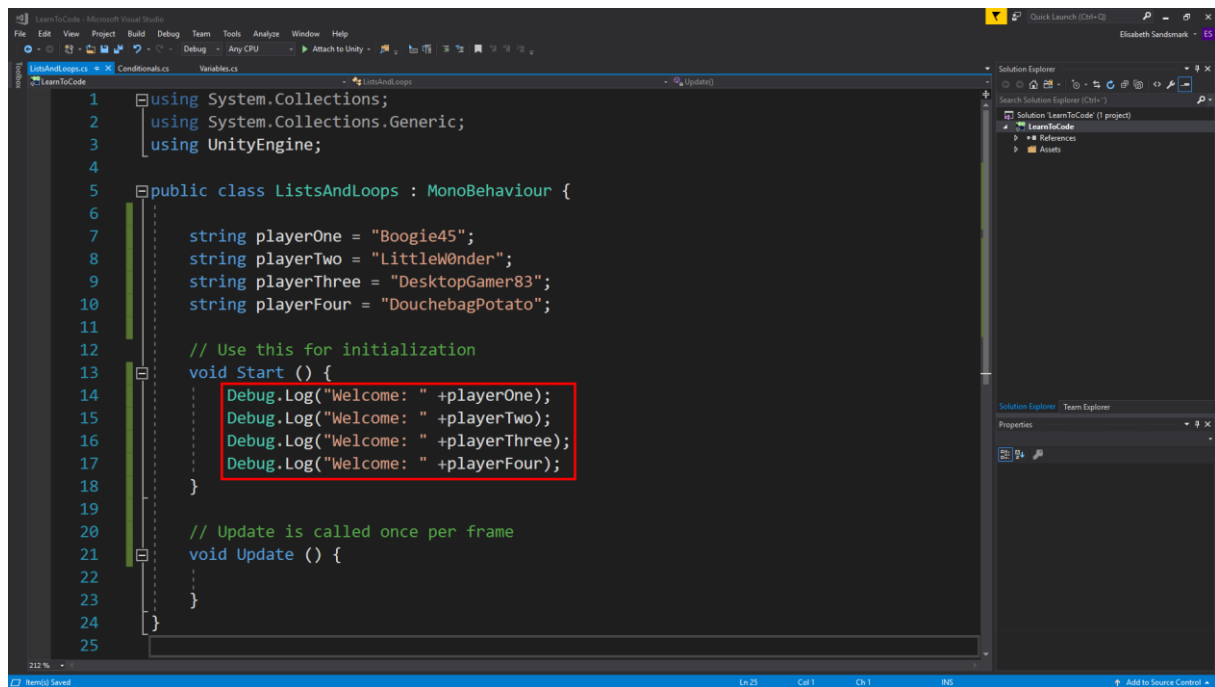 LearnToCode - Microsoft Visual Studio
Quick Launch (Ctrl+Q)
File Edit View Project Build Debug Team Tools Analyze Window Help
Elisabeth Sandsmark ES
Debug Any CPU Attach to Unity
Toolbox
ListsAndLoops.cs Conditionals.cs Variables.cs
LearnToCode ListsAndLoops Update()
1 using System.Collections;
2 using System.Collections.Generic;
3 using UnityEngine;
4
5 public class ListsAndLoops : MonoBehaviour {
6
7 string playerOne = "Boogie45";
8 string playerTwo = "LittleW0nder";
9 string playerThree = "DesktopGamer83";
10 string playerFour = "DouchebagPotato";
11
12 // Use this for initialization
13 void Start () {
14 Debug.Log("Welcome: " +playerOne);
15 Debug.Log("Welcome: " +playerTwo);
16 Debug.Log("Welcome: " +playerThree);
17 Debug.Log("Welcome: " +playerFour);
18 }
19
20 // Update is called once per frame
21 void Update () {
22
23 }
24 }
25
212 %
Solution Explorer
Search Solution Explorer (Ctrl+¨)
Solution 'LearnToCode' (1 project)
LearnToCode
References
Assets
Solution Explorer Team Explorer
Properties
Item(s) Saved Ln 25 Col 1 Ch 1 INS Add to Source Control